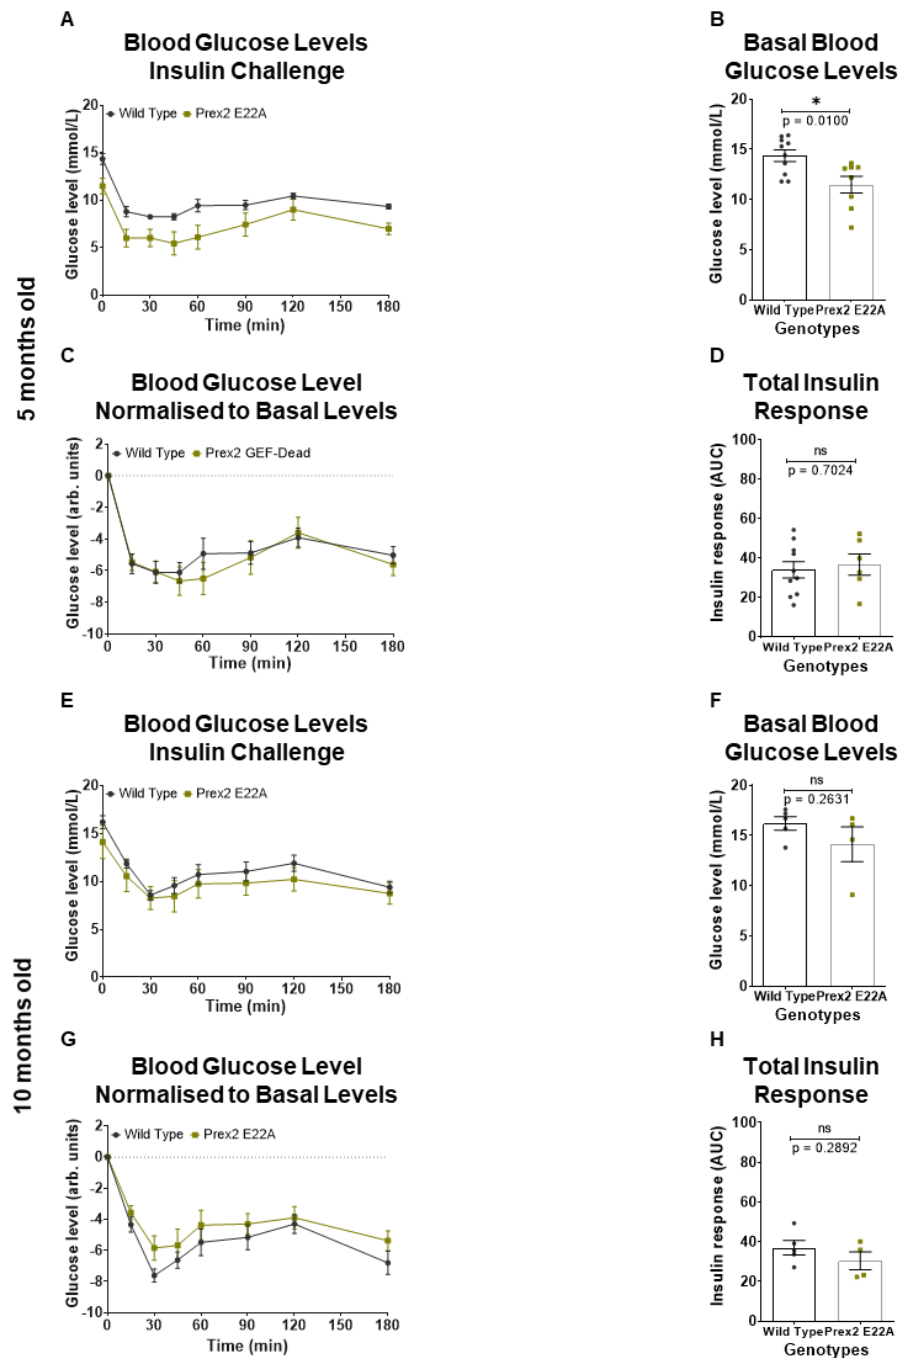 A
Blood Glucose Levels
Insulin Challenge
Wild Type Prex2 E22A
Glucose level (mmol/L)
20
15
10
5
0
0 30 60 90 120 150 180
Time (min)
B
Basal Blood
Glucose Levels
*
p = 0.0100
Glucose level (mmol/L)
20
15
10
5
0
Wild Type Prex2 E22A
Genotypes
5 months old
C
Blood Glucose Level
Normalised to Basal Levels
Wild Type Prex2 GEF-Dead
Glucose level (arb. units)
2
0
-2
-4
-6
-8
-10
0 30 60 90 120 150 180
Time (min)
D
Total Insulin
Response
ns
p = 0.7024
Insulin response (AUC)
100
80
60
40
20
0
Wild Type Prex2 E22A
Genotypes
E
Blood Glucose Levels
Insulin Challenge
Wild Type Prex2 E22A
Glucose level (mmol/L)
20
15
10
5
0
0 30 60 90 120 150 180
Time (min)
F
Basal Blood
Glucose Levels
ns
p = 0.2631
Glucose level (mmol/L)
20
15
10
5
0
Wild Type Prex2 E22A
Genotypes
10 months old
G
Blood Glucose Level
Normalised to Basal Levels
Wild Type Prex2 E22A
Glucose level (arb. units)
2
0
-2
-4
-6
-8
-10
0 30 60 90 120 150 180
Time (min)
H
Total Insulin
Response
ns
p = 0.2892
Insulin response (AUC)
100
80
60
40
20
0
Wild Type Prex2 E22A
Genotypes